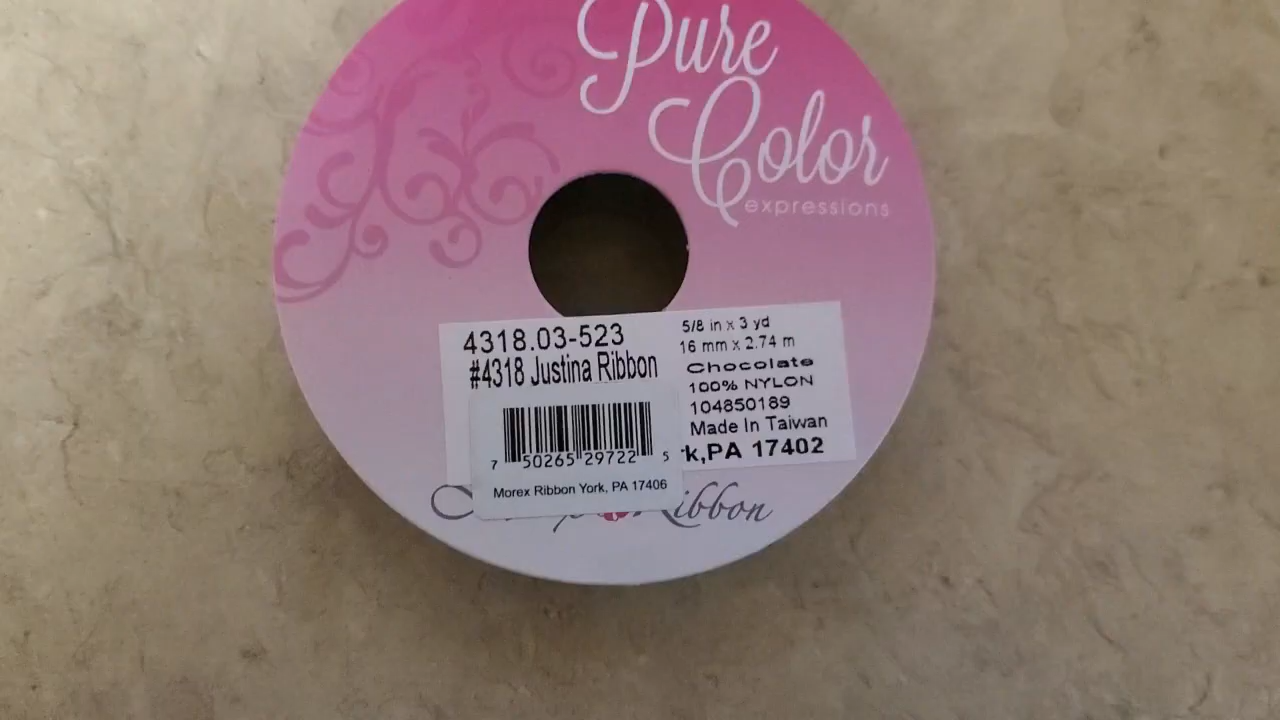 Pure
Color
expressions
4318.03-523
#4318 Justina Ribbon
7 50265 29722 5
Morex Ribbon York, PA 17406
5/8 in x 3 yd
16 mm x 2.74 m
Chocolate
100% NYLON
104850189
Made In Taiwan
k,PA 17402
Ribbon